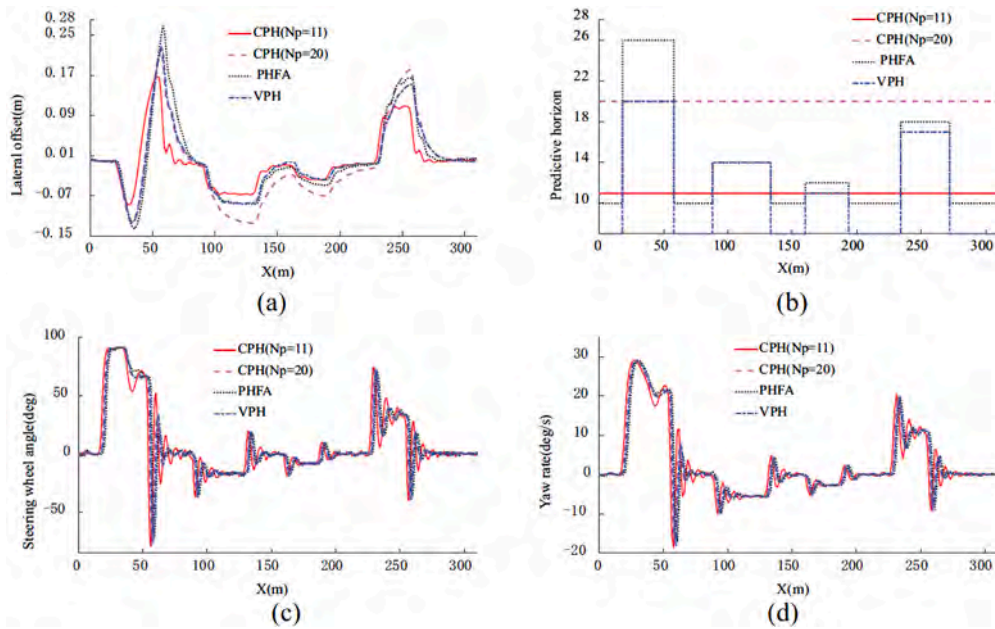 0.28
0.25
0.17
0.09
0.01
-0.07
-0.15
Lateral offset(m)
CPH(Np=11)
CPH(Np=20)
PHFA
VPH
0 50 100 150 200 250 300
X(m)
(a)
28
26
22
18
14
10
Predictive horizon
CPH(Np=11)
CPH(Np=20)
PHFA
VPH
0 50 100 150 200 250 300
X(m)
(b)
100
50
0
-50
Steering wheel angle(deg)
CPH(Np=11)
CPH(Np=20)
PHFA
VPH
0 50 100 150 200 250 300
X(m)
(c)
30
20
10
0
-10
-20
Yaw rate(deg/s)
CPH(Np=11)
CPH(Np=20)
PHFA
VPH
0 50 100 150 200 250 300
X(m)
(d)